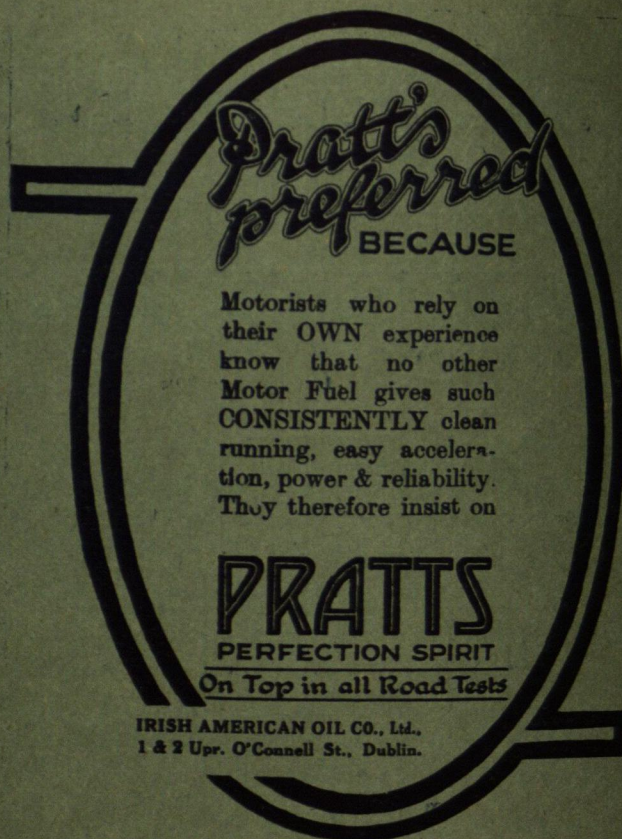 Pratt's
preferred
BECAUSE
Motorists who rely on
their OWN experience
know that no other
Motor Fuel gives such
CONSISTENTLY clean
running, easy accelera-
tion, power & reliability.
They therefore insist on
PRATTS
PERFECTION SPIRIT
On Top in all Road Tests
IRISH AMERICAN OIL CO., Ltd.,
1 & 2 Upr. O'Connell St., Dublin.